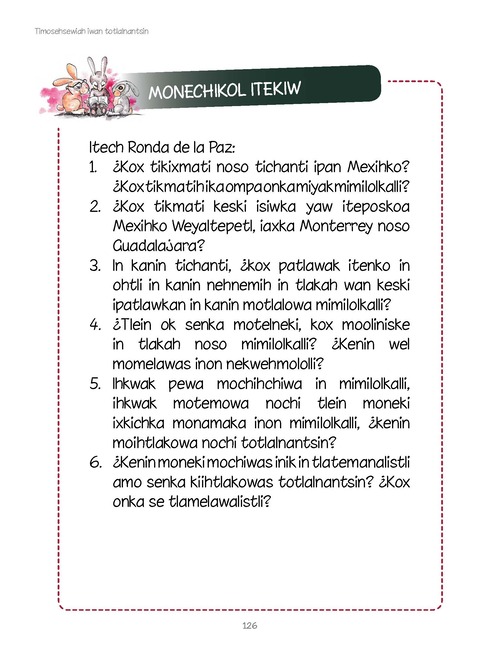 Timosehsewiah iwan totlalnantsin
MONECHIKOL ITEKIW
Itech Ronda de la Paz:
1. ¿Kox tikixmati noso tichanti ipan Mexihko?
¿Kox tikmatih ika ompa onka miyak mimilolkalli?
2. ¿Kox tikmati keski isiwka yaw iteposkoa
Mexihko Weyaltepetl, iaxka Monterrey noso
Guadalajara?
3. In kanin tichanti, ¿kox patlawak itenko in
ohtli in kanin nehnemih in tlakah wan keski
ipatlawkan in kanin motlalowa mimilolkalli?
4. ¿Tlein ok senka motelneki, kox mooliniske
in tlakah noso mimilolkalli? ¿Kenin wel
momelawas inon nekwehmololli?
5. Ihkwak pewa mochihchiwa in mimilolkalli,
ihkwak motemowa nochi tlein moneki
ixkichka monamaka inon mimilolkalli, ¿kenin
moihtlakowa nochi totlalnantsin?
6. ¿Kenin moneki mochiwas inik in tlatemanalistli
amo senka kiihtlakowas totlalnantsin? ¿Kox
onka se tlamelawalistli?
126